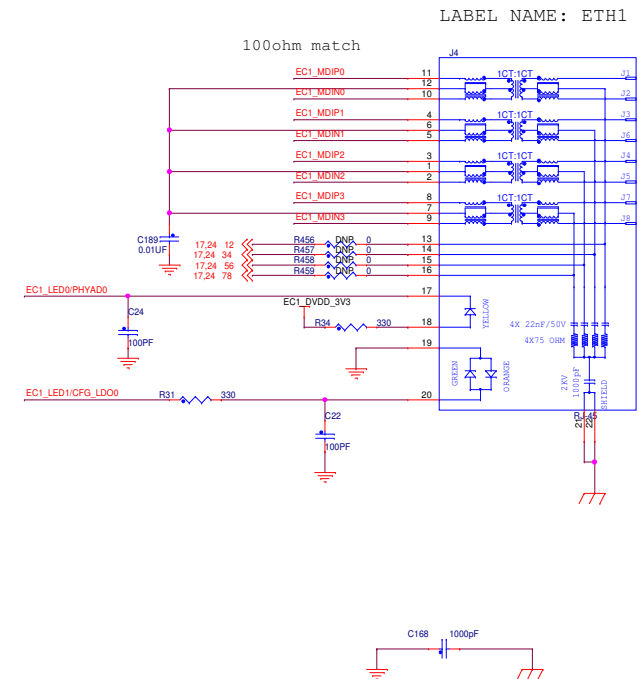 LABEL NAME: ETH1
100ohm match
J4
EC1_MDIP0 11 1CT:1CT J1
12
EC1_MDIN0 10 J2
EC1_MDIP1 4 1CT:1CT J3
6
EC1_MDIN1 5 J6
EC1_MDIP2 3 1CT:1CT J4
1
EC1_MDIN2 2 J5
EC1_MDIP3 8 1CT:1CT J7
7
EC1_MDIN3 9 J8
C189
0.01UF
17,24 12 R456 DNP 0 13
17,24 34 R457 DNP 0 14
17,24 56 R458 DNP 0 15
17,24 78 R459 DNP 0 16
EC1_LED0/PHYAD0 17
EC1_DVDD_3V3
YELLOW
C24
100PF
R34 330 18
4X 22nF/50V
4X75 OHM
19
GREEN
ORANGE
2KV
1000pF
SHIELD
EC1_LED1/CFG_LDO0 R31 330 20
RJ-45
21
22
C22
100PF
C168 1000pF